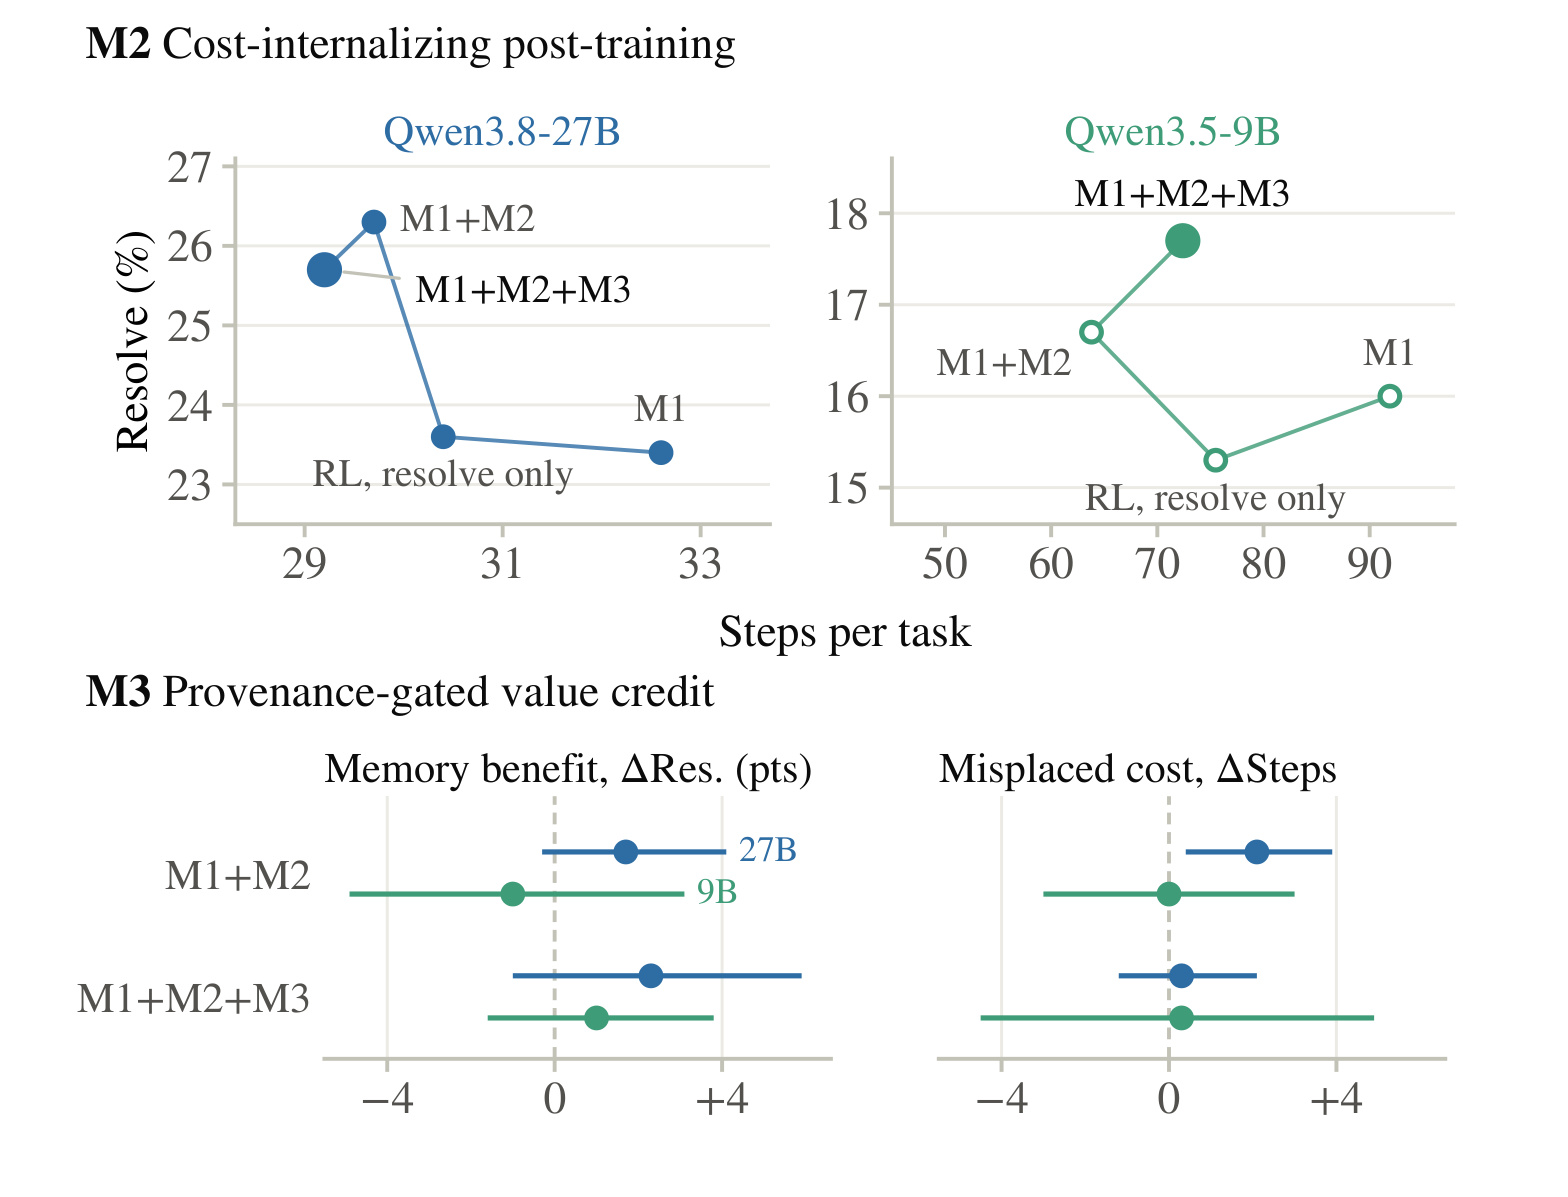 M2 Cost-internalizing post-training
Qwen3.8-27B
Qwen3.5-9B
Resolve (%)
27
26
25
24
23
M1+M2
M1+M2+M3
M1
RL, resolve only
29
31
33
18
17
16
15
M1+M2+M3
M1+M2
M1
RL, resolve only
50
60
70
80
90
Steps per task
M3 Provenance-gated value credit
Memory benefit, ΔRes. (pts)
Misplaced cost, ΔSteps
M1+M2
27B
9B
M1+M2+M3
−4
0
+4
−4
0
+4